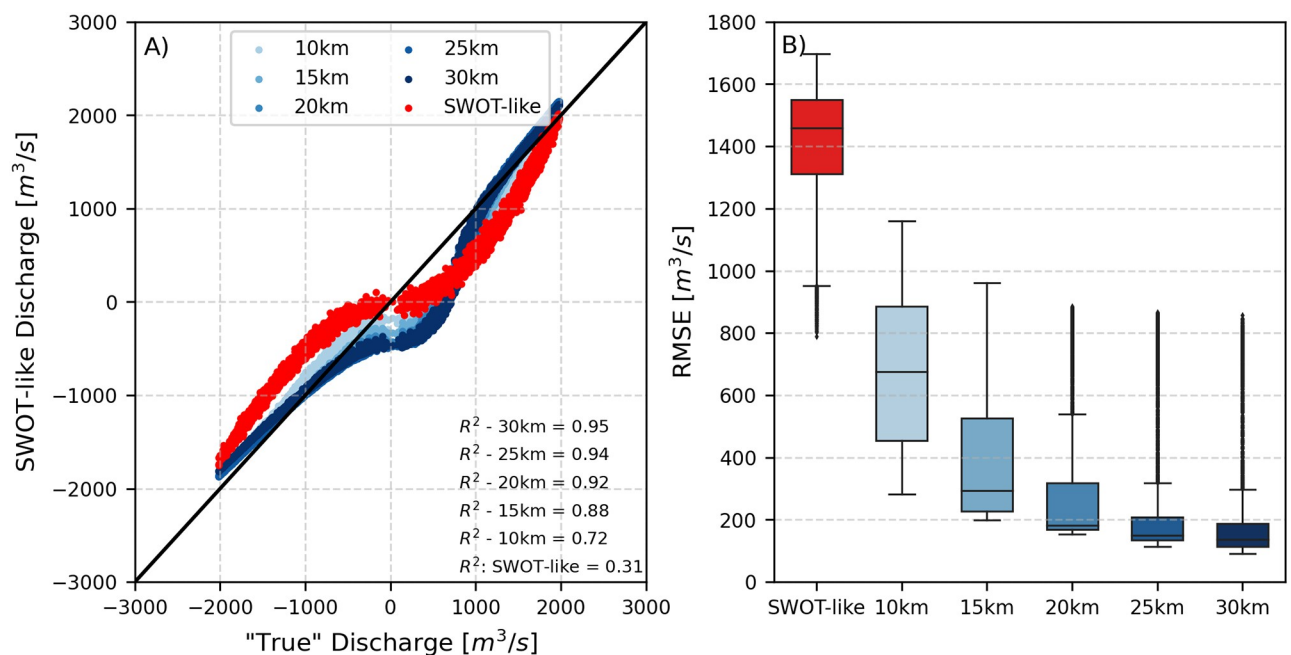 A)
10km
15km
20km
25km
30km
SWOT-like
3000
2000
1000
0
−1000
−2000
−3000
SWOT-like Discharge [m³/s]
R² - 30km = 0.95
R² - 25km = 0.94
R² - 20km = 0.92
R² - 15km = 0.88
R² - 10km = 0.72
R²: SWOT-like = 0.31
−3000 −2000 −1000 0 1000 2000 3000
"True" Discharge [m³/s]
B)
1800
1600
1400
1200
1000
800
600
400
200
0
RMSE [m³/s]
SWOT-like 10km 15km 20km 25km 30km